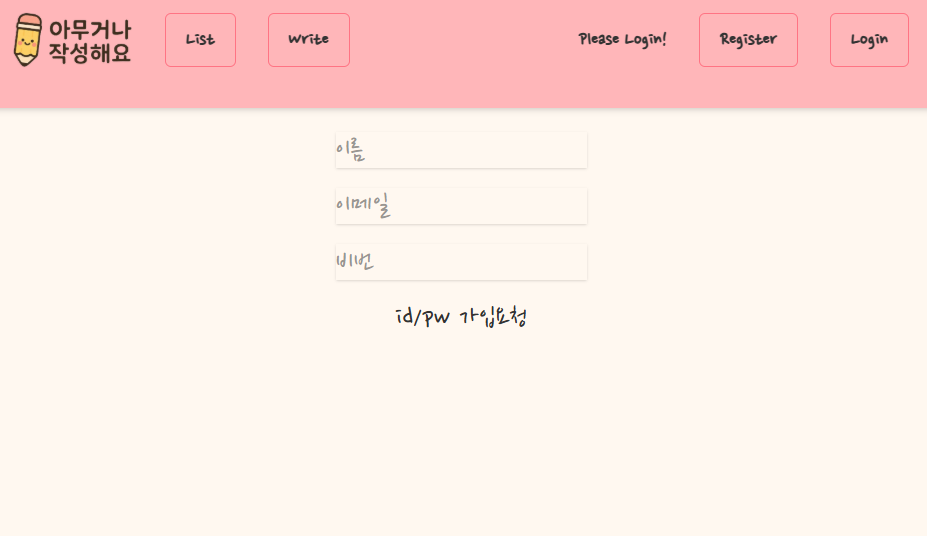 아무거나
작성해요
List
Write
Please Login!
Register
Login
이름
이메일
비번
id/pw 가입요청